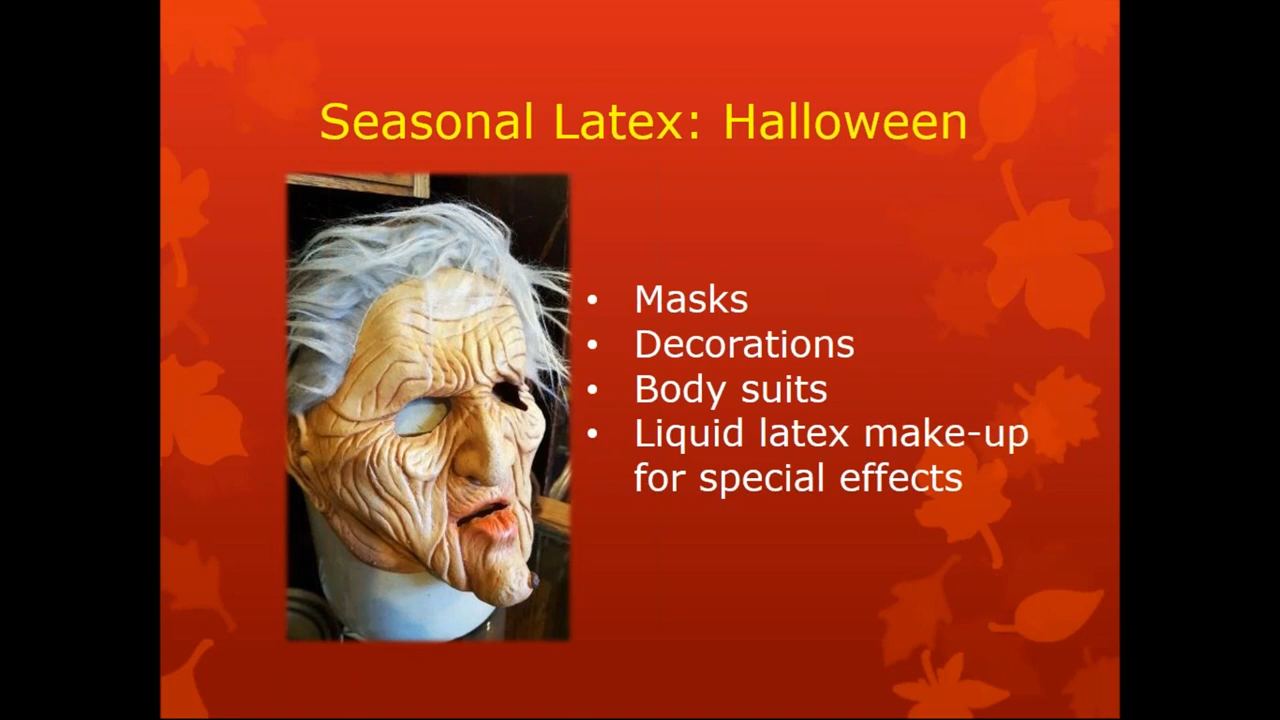 Seasonal Latex: Halloween
• Masks
• Decorations
• Body suits
• Liquid latex make-up
for special effects